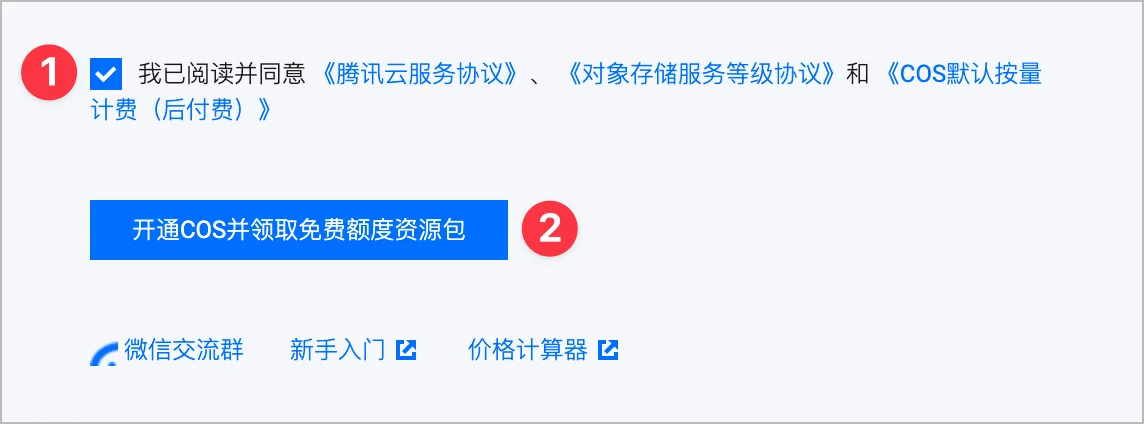 1 我已阅读并同意 《腾讯云服务协议》、 《对象存储服务等级协议》和 《COS默认按量
计费（后付费）》
开通COS并领取免费额度资源包 2
微信交流群 新手入门 价格计算器